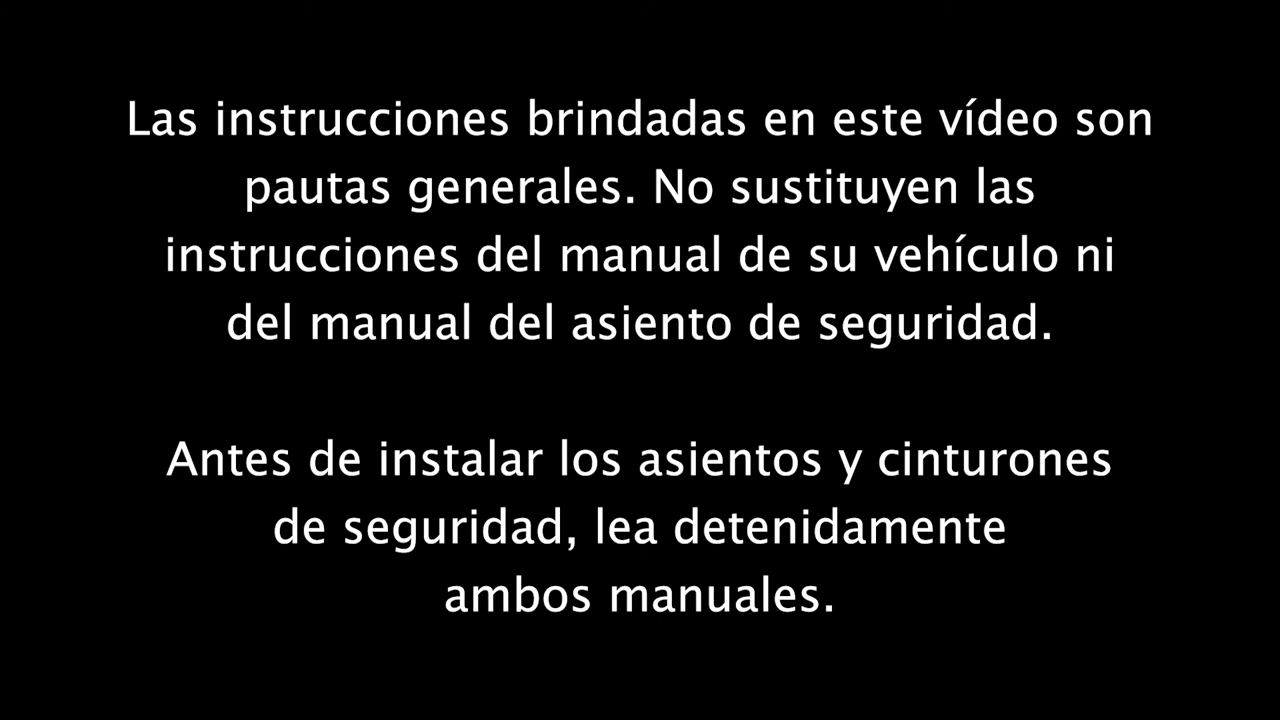 Las instrucciones brindadas en este vídeo son
pautas generales. No sustituyen las
instrucciones del manual de su vehículo ni
del manual del asiento de seguridad.
Antes de instalar los asientos y cinturones
de seguridad, lea detenidamente
ambos manuales.